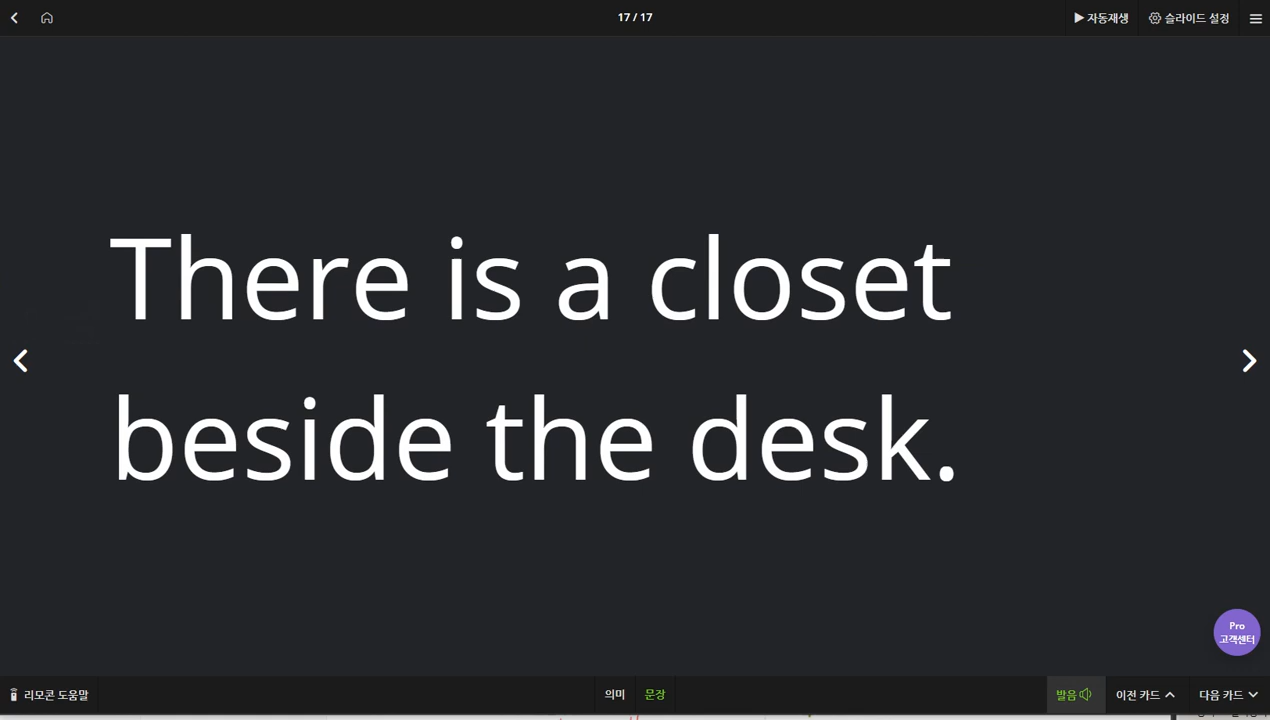 17 / 17
자동재생
슬라이드 설정
There is a closet
beside the desk.
Pro
고객센터
리모콘 도움말
의미
문장
발음
이전 카드
다음 카드